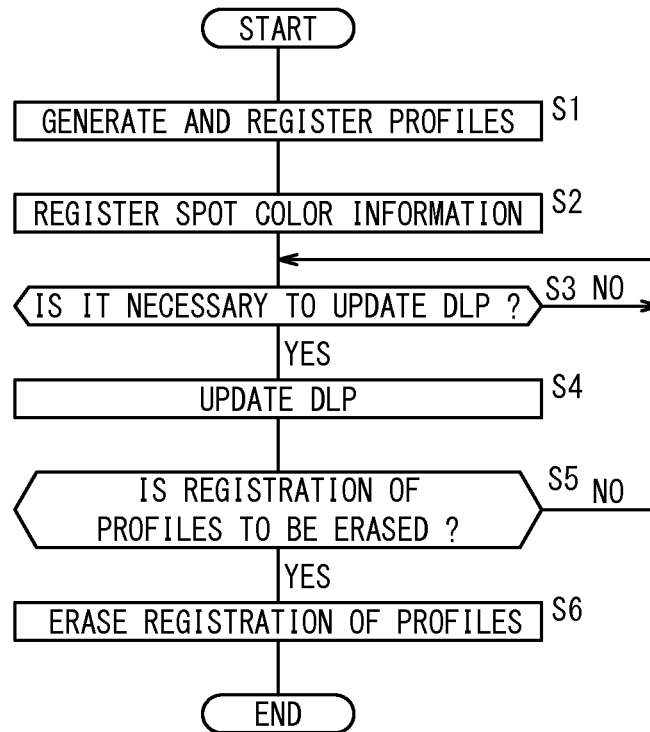 START
GENERATE AND REGISTER PROFILES S1
REGISTER SPOT COLOR INFORMATION S2
IS IT NECESSARY TO UPDATE DLP ? S3 NO
YES
UPDATE DLP S4
IS REGISTRATION OF S5 NO
PROFILES TO BE ERASED ?
YES
ERASE REGISTRATION OF PROFILES S6
END